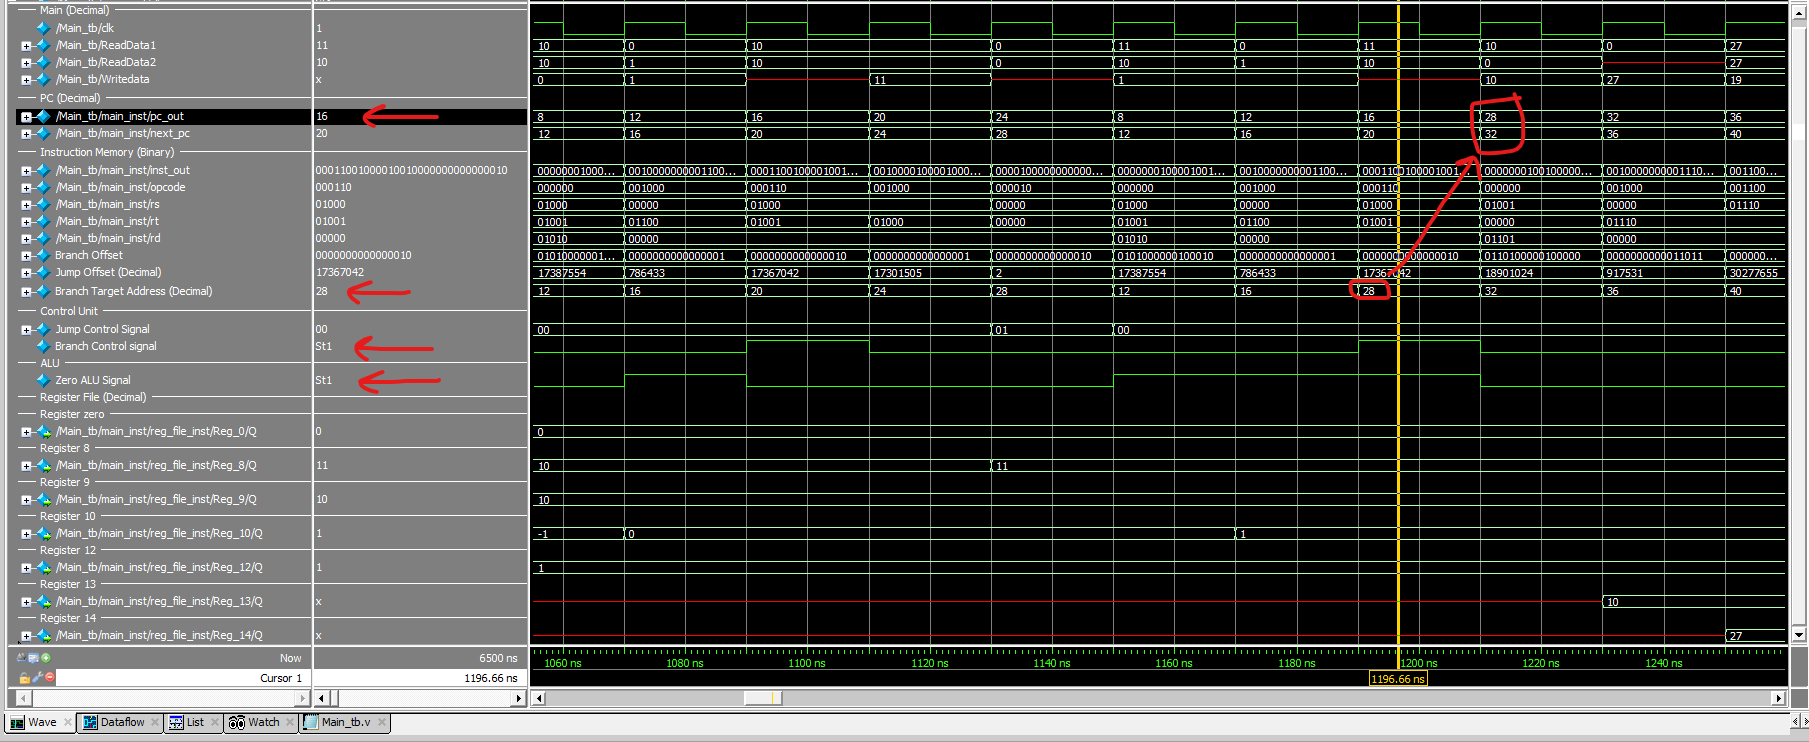 Main (Decimal)
/Main_tb/clk 1
/Main_tb/ReadData1 11 10 0 10 0 11 0 11 10 0 27
/Main_tb/ReadData2 10 10 1 10 0 10 1 10 0 27
/Main_tb/Writedata x 0 1 11 1 10 27 19
PC (Decimal)
/Main_tb/main_inst/pc_out 16 8 12 16 20 24 8 12 16 28 32 36
/Main_tb/main_inst/next_pc 20 12 16 20 24 28 12 16 20 32 36 40
Instruction Memory (Binary)
/Main_tb/main_inst/inst_out 00011001000010010000000000000010 00000001000... 0010000000001100... 0001100100001001... 0010000100001000... 0000100000000000... 0000000100001001... 0010000000001100... 0001100100001001... 0000000100100000... 0010000000001110... 001100...
/Main_tb/main_inst/opcode 000110 000000 001000 000110 001000 000010 000000 001000 000110 000000 001000 001100
/Main_tb/main_inst/rs 01000 01000 00000 01000 00000 01000 00000 01000 01001 00000 01110
/Main_tb/main_inst/rt 01001 01001 01100 01001 01000 00000 01001 01100 01001 00000 01110
/Main_tb/main_inst/rd 00000 01010 00000 01010 00000 01101 00000
Branch Offset 0000000000000010 01010000001... 0000000000000001 0000000000000010 0000000000000001 0000000000000010 0101000000100010 0000000000000001 0000000000000010 0110100000100000 0000000000011011 000000...
Jump Offset (Decimal) 17367042 17387554 786433 17367042 17301505 2 17387554 786433 17367042 18901024 917531 30277655
Branch Target Address (Decimal) 28 12 16 20 24 28 12 16 28 32 36 40
Control Unit
Jump Control Signal 00 00 01 00
Branch Control signal St1
ALU
Zero ALU Signal St1
Register File (Decimal)
Register zero
/Main_tb/main_inst/reg_file_inst/Reg_0/Q 0 0
Register 8
/Main_tb/main_inst/reg_file_inst/Reg_8/Q 11 10 11
Register 9
/Main_tb/main_inst/reg_file_inst/Reg_9/Q 10 10
Register 10
/Main_tb/main_inst/reg_file_inst/Reg_10/Q 1 -1 0 1
Register 12
/Main_tb/main_inst/reg_file_inst/Reg_12/Q 1 1
Register 13
/Main_tb/main_inst/reg_file_inst/Reg_13/Q x 10
Register 14
/Main_tb/main_inst/reg_file_inst/Reg_14/Q x 27
Now 6500 ns 1060 ns 1080 ns 1100 ns 1120 ns 1140 ns 1160 ns 1180 ns 1200 ns 1220 ns 1240 ns
Cursor 1 1196.66 ns 1196.66 ns
Wave Dataflow List Watch Main_tb.v